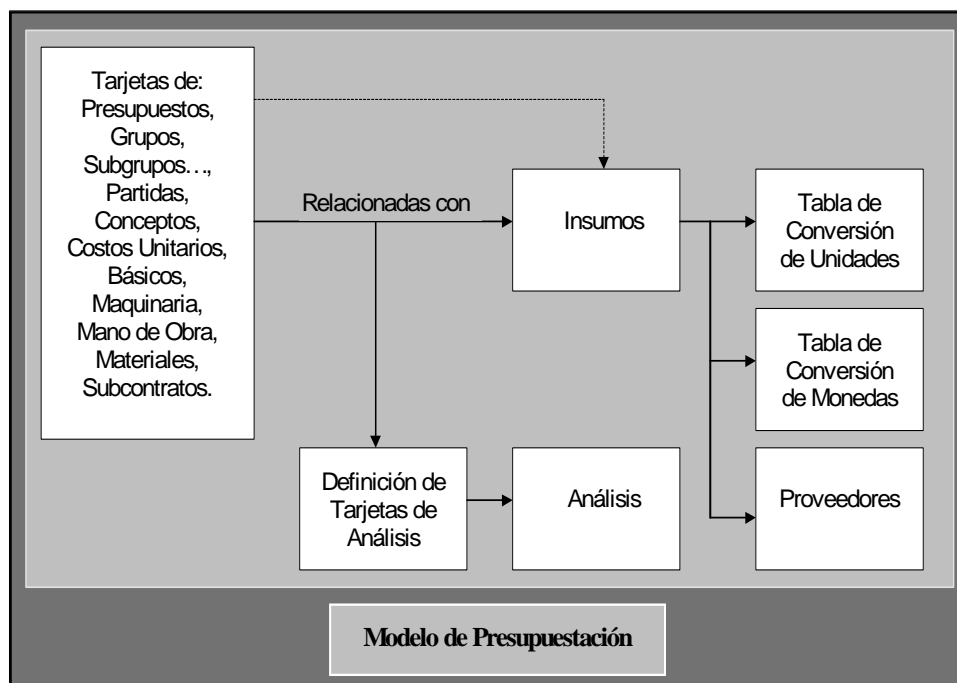 Tarjetas de:
Presupuestos,
Grupos,
Subgrupos…,
Partidas,
Conceptos,
Costos Unitarios,
Básicos,
Maquinaria,
Mano de Obra,
Materiales,
Subcontratos.
Relacionadas con
Insumos
Tabla de
Conversión
de Unidades
Tabla de
Conversión
de Monedas
Definición de
Tarjetas de
Análisis
Análisis
Proveedores
Modelo de Presupuestación